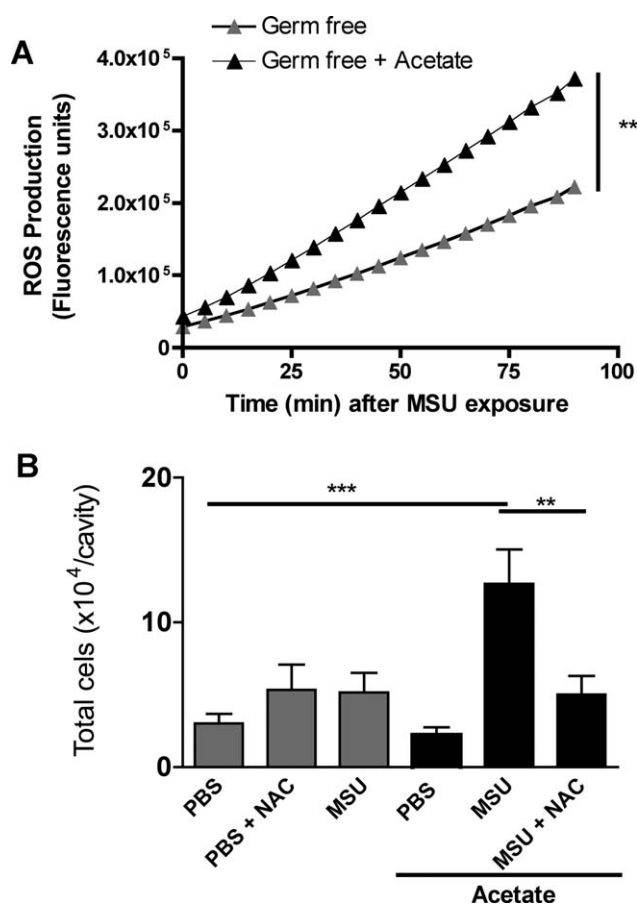 A
Germ free
Germ free + Acetate
ROS Production
(Fluorescence units)
4.0x10⁵
3.0x10⁵
2.0x10⁵
1.0x10⁵
0
**
0 25 50 75 100
Time (min) after MSU exposure
B
Total cels (x10⁴/cavity)
20
10
0
***
**
PBS
PBS + NAC
MSU
PBS
MSU
MSU + NAC
Acetate